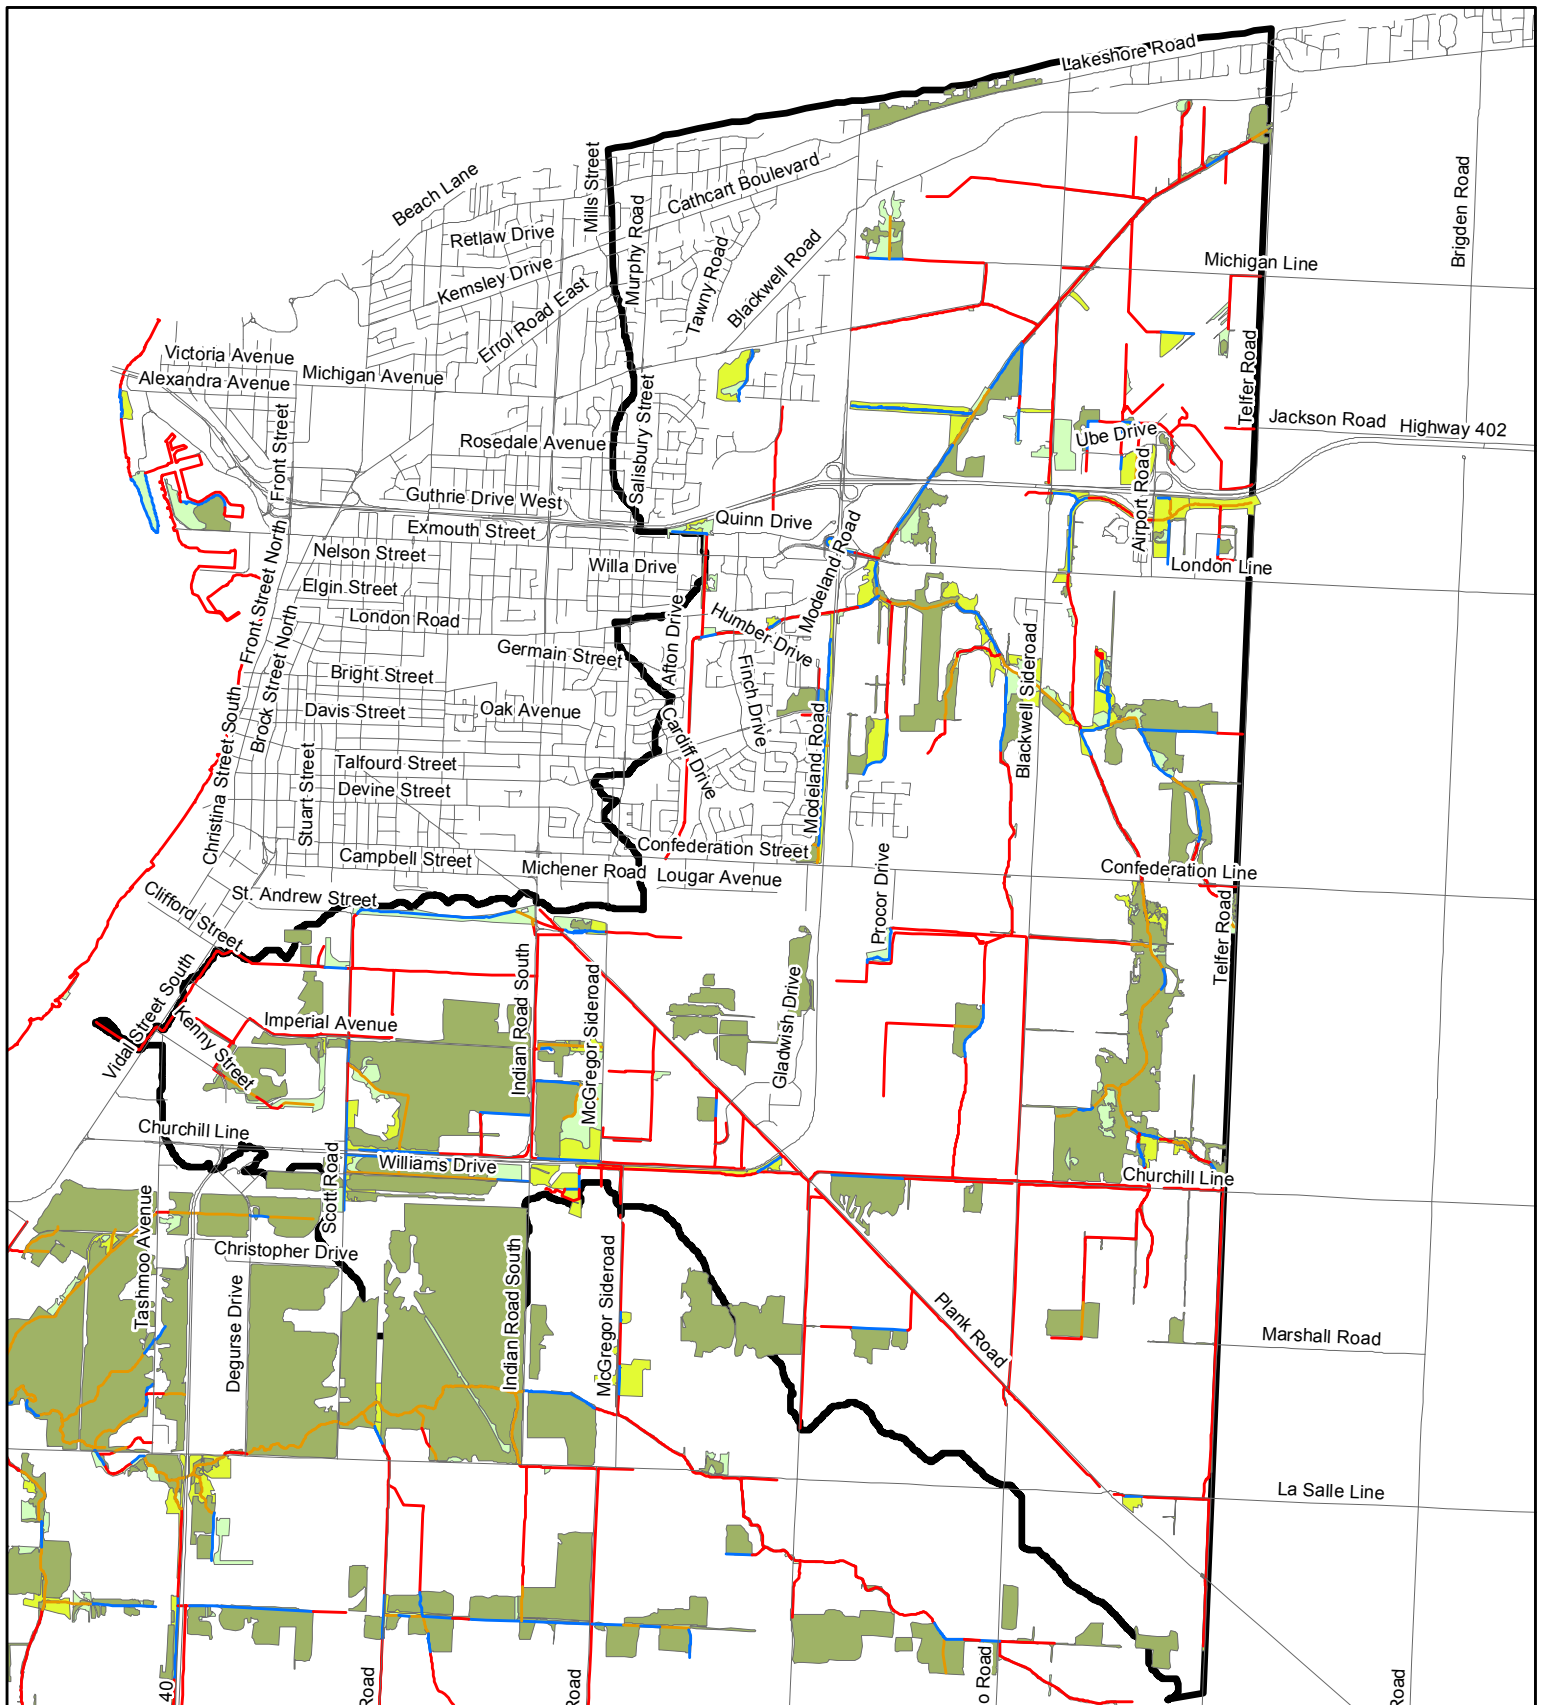 Lakeshore Road
Mills Street
Beach Lane
Cathcart Boulevard
Brigden Road
Retlaw Drive
Murphy Road
Tawny Road
Blackwell Road
Michigan Line
Kemsley Drive
Errol Road East
Victoria Avenue
Alexandra Avenue
Michigan Avenue
Telfer Road
Front Street
Salisbury Street
Rosedale Avenue
Ube Drive
Jackson Road
Highway 402
Airport Road
Guthrie Drive West
Exmouth Street
Quinn Drive
Nelson Street
Willa Drive
Modeland Road
London Line
Elgin Street
London Road
Front Street North
Brock Street North
Afton Drive
Humber Drive
Germain Street
Blackwell Sideroad
Bright Street
Finch Drive
Davis Street
Oak Avenue
Cardiff Drive
Modeland Road
Christina Street South
Stuart Street
Talfourd Street
Devine Street
Confederation Street
Campbell Street
Michener Road
Lougar Avenue
Confederation Line
Clifford Street
St. Andrew Street
Procor Drive
Telfer Road
Vidal Street South
Indian Road South
McGregor Sideroad
Gladwish Drive
Kenny Street
Imperial Avenue
Churchill Line
Williams Drive
Churchill Line
Scott Road
Tashmoo Avenue
Christopher Drive
Degurse Drive
Indian Road South
McGregor Sideroad
Plank Road
Marshall Road
La Salle Line
40
Road
Road
o Road
Road